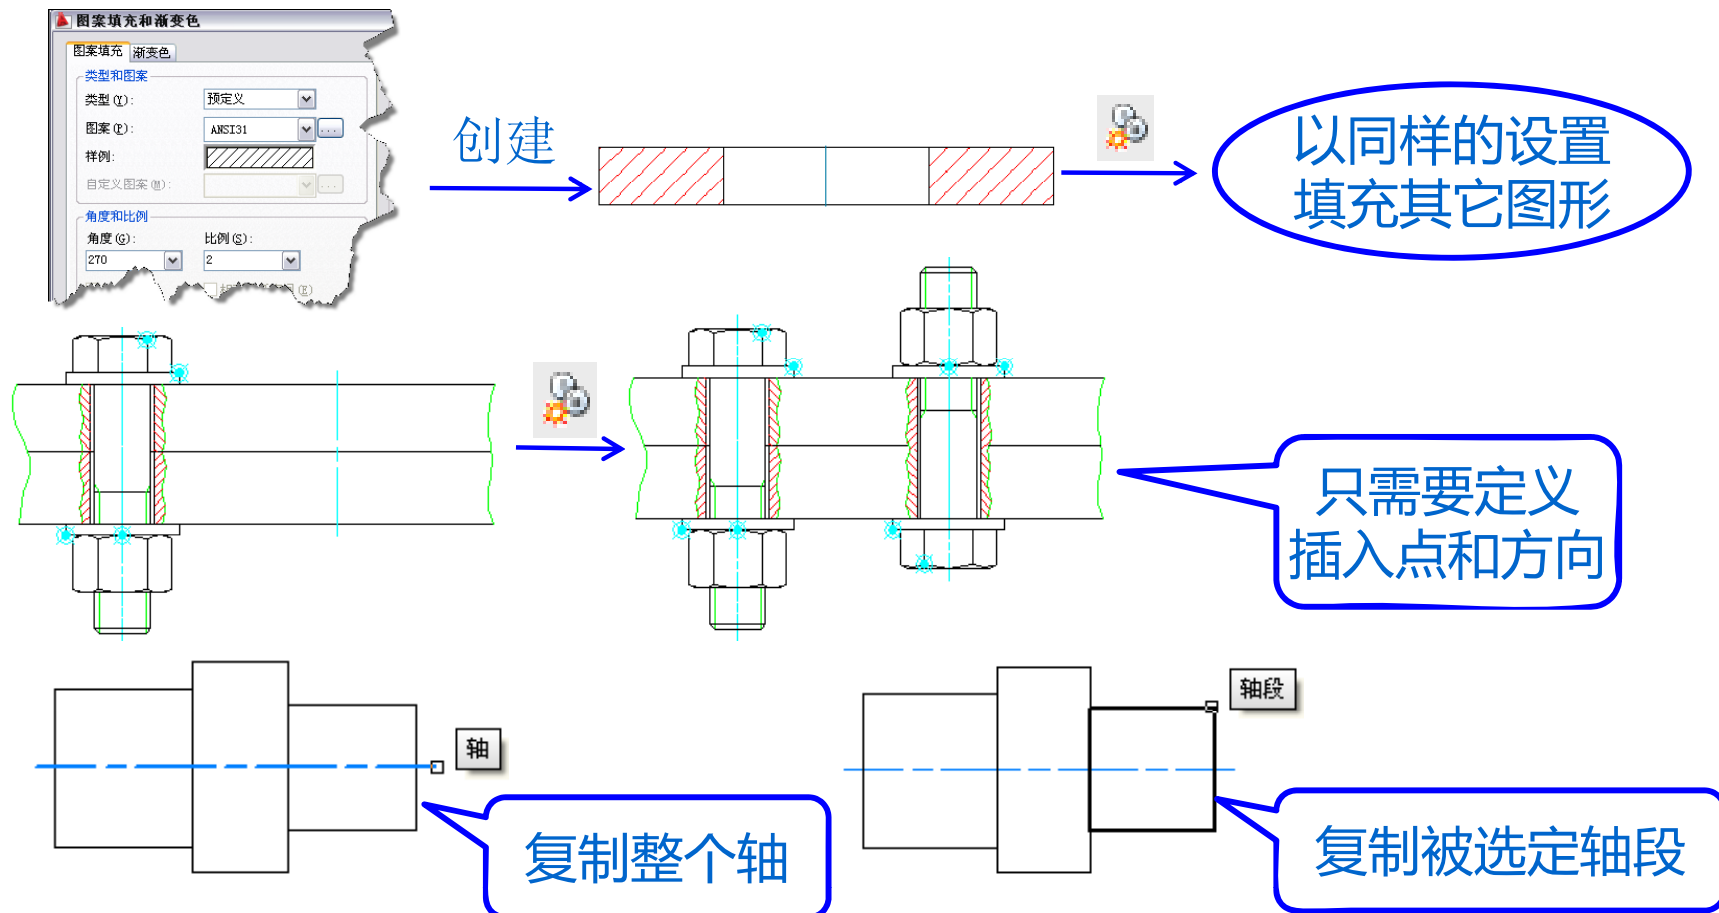 图案填充和渐变色
图案填充 渐变色
类型和图案
类型(Y): 预定义
图案(P): ANSI31 ...
样例:
自定义图案(M): ...
角度和比例
角度(G): 比例(S):
270 2
(E)
创建
以同样的设置
填充其它图形
只需要定义
插入点和方向
轴
复制整个轴
轴段
复制被选定轴段